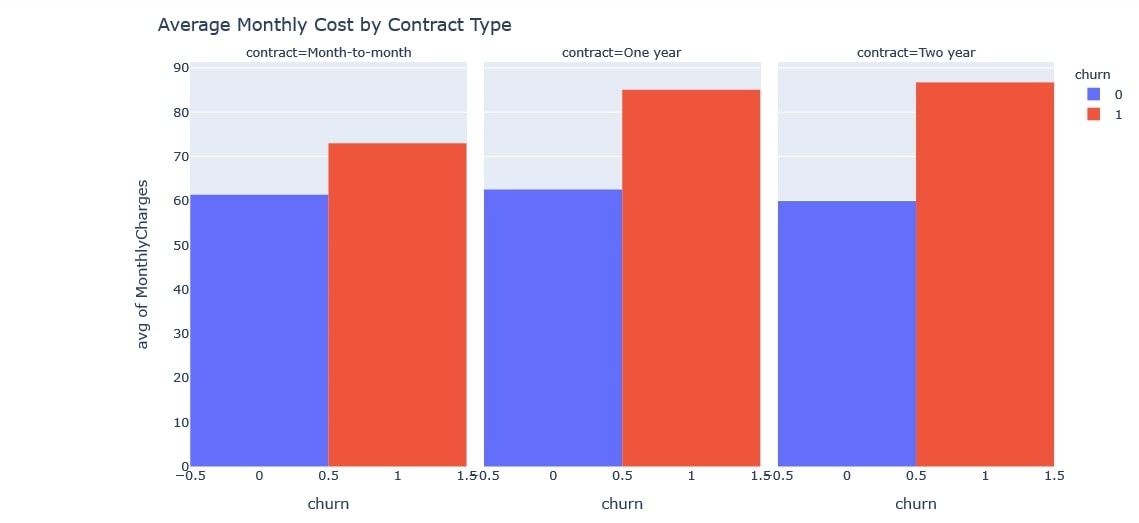 Average Monthly Cost by Contract Type
contract=Month-to-month
contract=One year
contract=Two year
churn
0
1
avg of MonthlyCharges
90
80
70
60
50
40
30
20
10
0
−0.5 0 0.5 1 1.5
−0.5 0 0.5 1 1.5
−0.5 0 0.5 1 1.5
churn
churn
churn